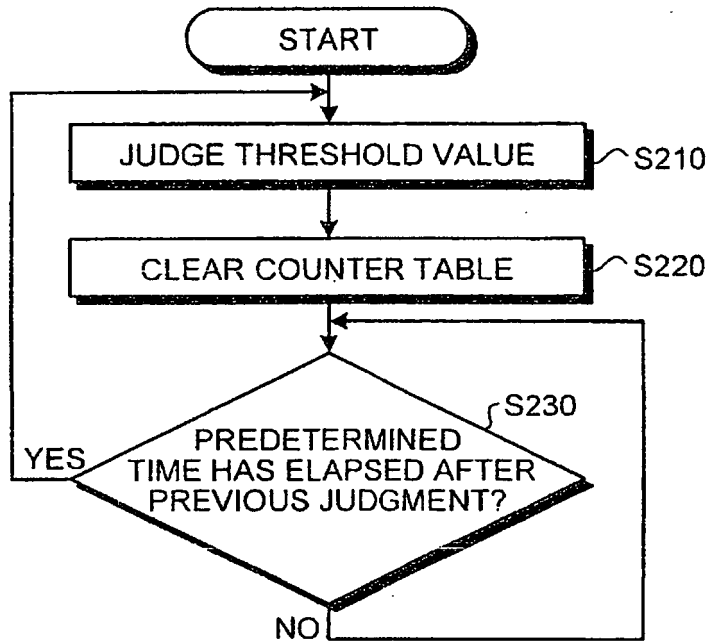 START
JUDGE THRESHOLD VALUE
S210
CLEAR COUNTER TABLE
S220
S230
PREDETERMINED
TIME HAS ELAPSED AFTER
PREVIOUS JUDGMENT?
YES
NO